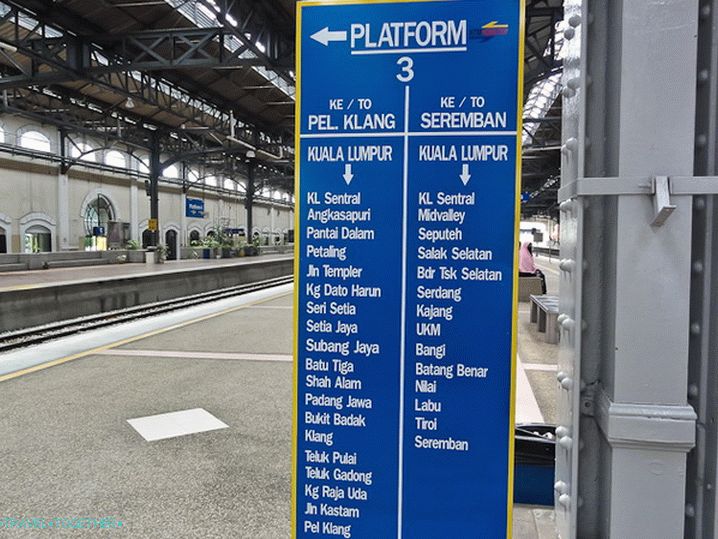 PLATFORM
3
KE / TO
PEL. KLANG
KUALA LUMPUR
KL Sentral
Angkasapuri
Pantai Dalam
Petaling
Jln Templer
Kg Dato Harun
Seri Setia
Setia Jaya
Subang Jaya
Batu Tiga
Shah Alam
Padang Jawa
Bukit Badak
Klang
Teluk Pulai
Teluk Gadong
Kg Raja Uda
Jln Kastam
Pel Klang
KE / TO
SEREMBAN
KUALA LUMPUR
KL Sentral
Midvalley
Seputeh
Salak Selatan
Bdr Tsk Selatan
Serdang
Kajang
UKM
Bangi
Batang Benar
Nilai
Labu
Tiroi
Seremban